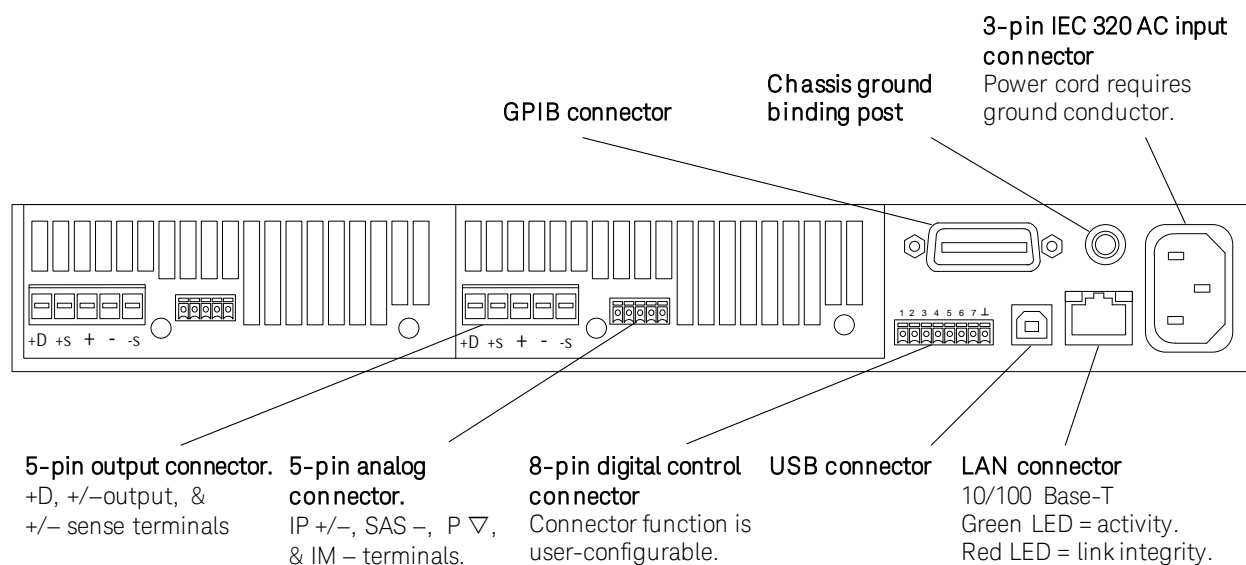 3-pin IEC 320 AC input
connector
Power cord requires
ground conductor.
Chassis ground
binding post
GPIB connector
1 2 3 4 5 6 7 ⊥
+D +s + - -s
+D +s + - -s
5-pin output connector.
+D, +/–output, &
+/– sense terminals
5-pin analog
connector.
IP +/–, SAS –, P ▽,
& IM – terminals.
8-pin digital control
connector
Connector function is
user-configurable.
USB connector
LAN connector
10/100 Base-T
Green LED = activity.
Red LED = link integrity.